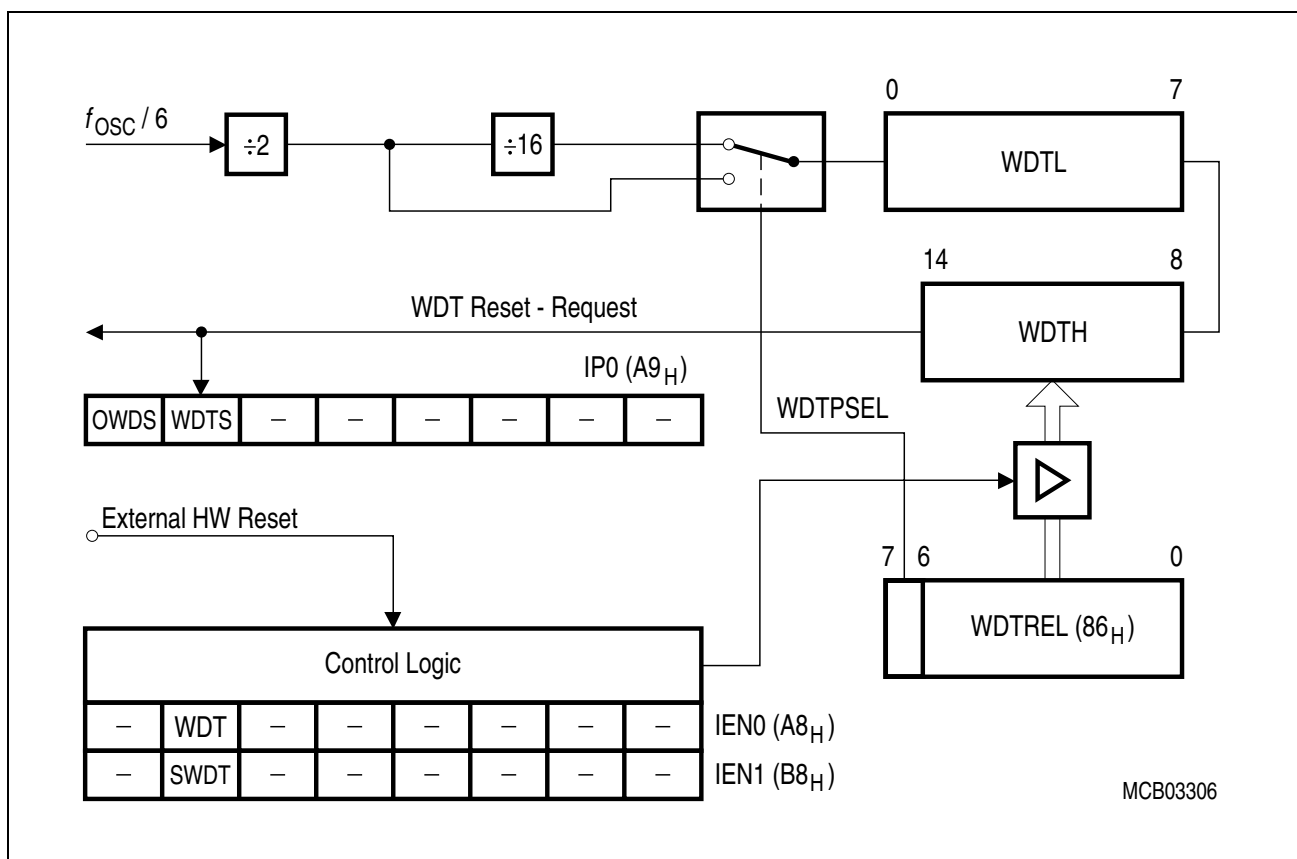 0 7
fOSC / 6
÷2 ÷16
WDTL
14 8
WDT Reset - Request
WDTH
IP0 (A9H)
OWDS WDTS – – – – – –
WDTPSEL
External HW Reset
7 6 0
WDTREL (86H)
Control Logic
– WDT – – – – – – IEN0 (A8H)
– SWDT – – – – – – IEN1 (B8H)
MCB03306